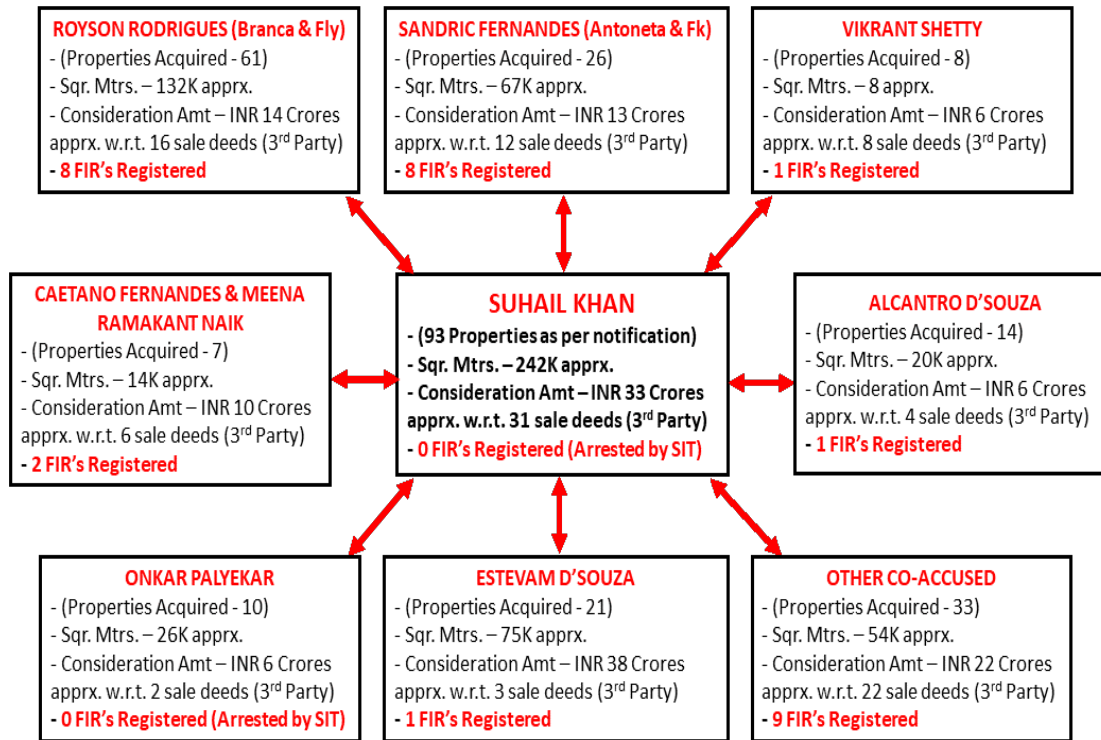 ROYSON RODRIGUES (Branca & Fly)
- (Properties Acquired - 61)
- Sqr. Mtrs. – 132K apprx.
- Consideration Amt – INR 14 Crores
apprx. w.r.t. 16 sale deeds (3rd Party)
- 8 FIR's Registered
SANDRIC FERNANDES (Antoneta & Fk)
- (Properties Acquired - 26)
- Sqr. Mtrs. – 67K apprx.
- Consideration Amt – INR 13 Crores
apprx. w.r.t. 12 sale deeds (3rd Party)
- 8 FIR's Registered
VIKRANT SHETTY
- (Properties Acquired - 8)
- Sqr. Mtrs. – 8 apprx.
- Consideration Amt – INR 6 Crores
apprx. w.r.t. 8 sale deeds (3rd Party)
- 1 FIR's Registered
CAETANO FERNANDES & MEENA
RAMAKANT NAIK
- (Properties Acquired - 7)
- Sqr. Mtrs. – 14K apprx.
- Consideration Amt – INR 10 Crores
apprx. w.r.t. 6 sale deeds (3rd Party)
- 2 FIR's Registered
SUHAIL KHAN
- (93 Properties as per notification)
- Sqr. Mtrs. – 242K apprx.
- Consideration Amt – INR 33 Crores
apprx. w.r.t. 31 sale deeds (3rd Party)
- 0 FIR's Registered (Arrested by SIT)
ALCANTRO D'SOUZA
- (Properties Acquired - 14)
- Sqr. Mtrs. – 20K apprx.
- Consideration Amt – INR 6 Crores
apprx. w.r.t. 4 sale deeds (3rd Party)
- 1 FIR's Registered
ONKAR PALYEKAR
- (Properties Acquired - 10)
- Sqr. Mtrs. – 26K apprx.
- Consideration Amt – INR 6 Crores
apprx. w.r.t. 2 sale deeds (3rd Party)
- 0 FIR's Registered (Arrested by SIT)
ESTEVAM D'SOUZA
- (Properties Acquired - 21)
- Sqr. Mtrs. – 75K apprx.
- Consideration Amt – INR 38 Crores
apprx. w.r.t. 3 sale deeds (3rd Party)
- 1 FIR's Registered
OTHER CO-ACCUSED
- (Properties Acquired - 33)
- Sqr. Mtrs. – 54K apprx.
- Consideration Amt – INR 22 Crores
apprx. w.r.t. 22 sale deeds (3rd Party)
- 9 FIR's Registered